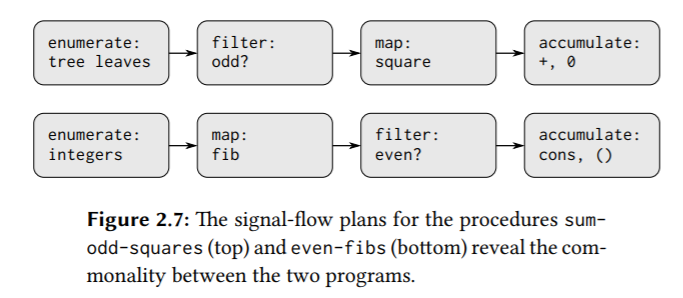 enumerate: filter: map: accumulate:
tree leaves odd? square +, 0
enumerate: map: filter: accumulate:
integers fib even? cons, ()
Figure 2.7: The signal-flow plans for the procedures sum-
odd-squares (top) and even-fibs (bottom) reveal the com-
monality between the two programs.